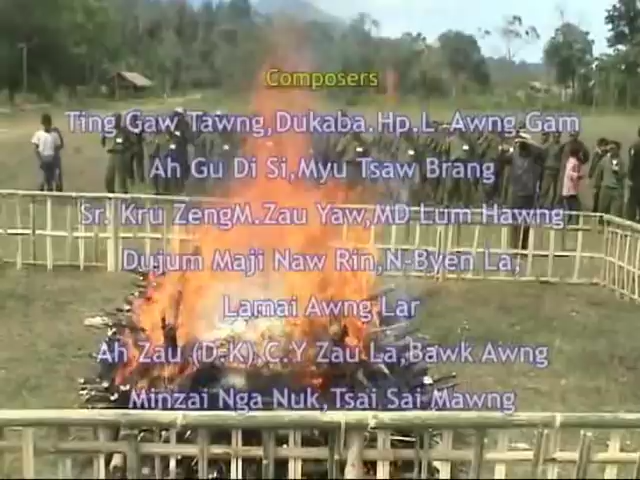 Composers
Ting Gaw Tawng,Dukaba.Hp.L-Awng Gam
Ah Gu Di Si,Myu Tsaw Brang
Sr. Kru ZengM.Zau Yaw,MD Lum Hawng
Dujum Maji Naw Rin,N-Byen La,
Lamai Awng Lar
Ah Zau (D.K),C.Y Zau La,Bawk Awng
Minzai Nga Nuk,Tsai Sai Mawng